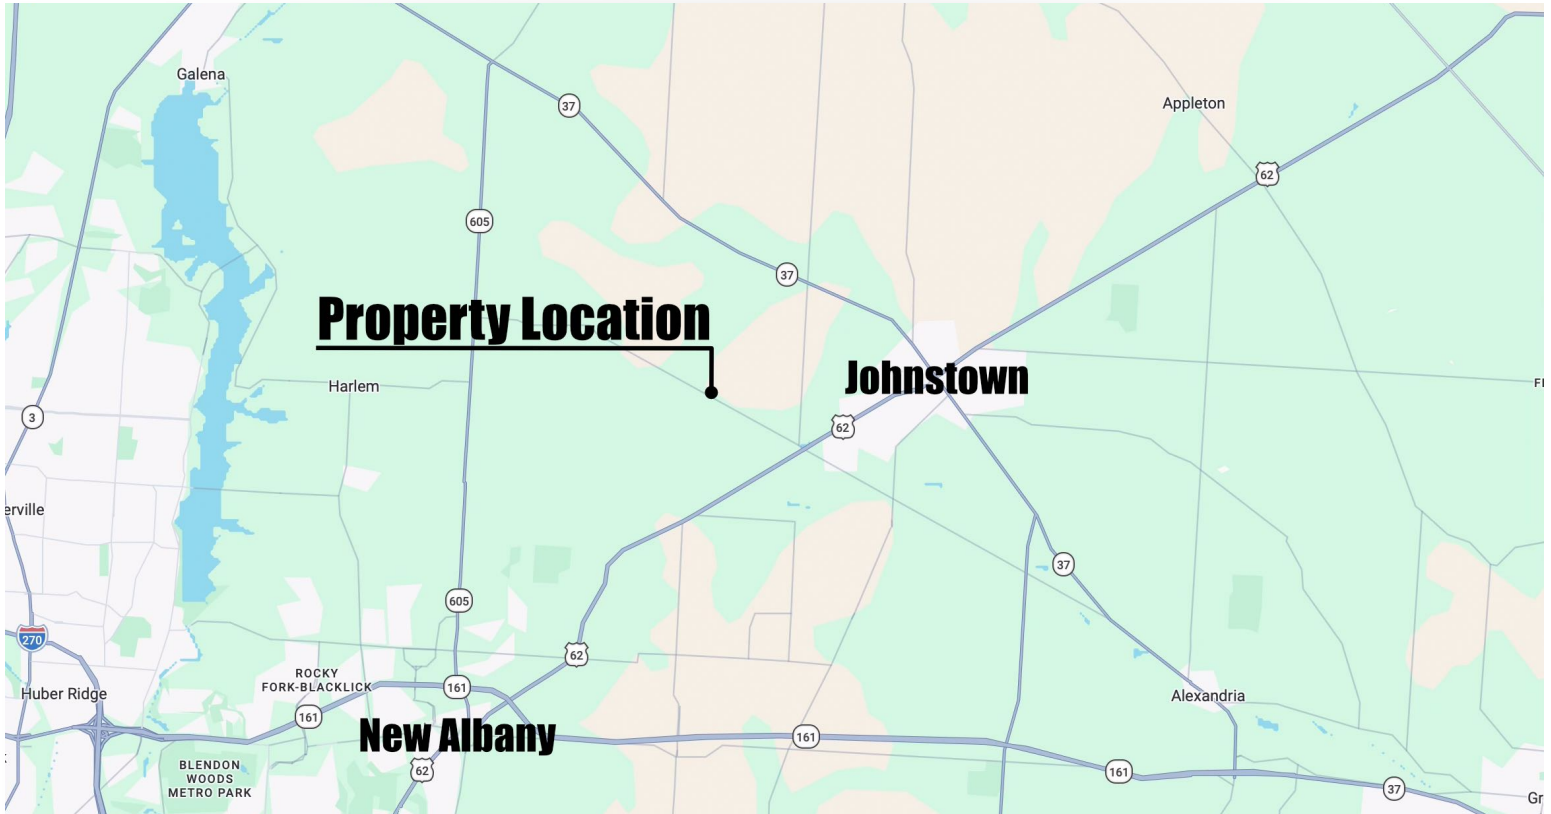 Galena
Appleton
37
62
605
37
Property Location
Johnstown
Harlem
3
62
erville
37
605
270
62
ROCKY
FORK-BLACKLICK
161
Huber Ridge
Alexandria
161
New Albany
161
BLENDON
WOODS
METRO PARK
62
161
37
Gr